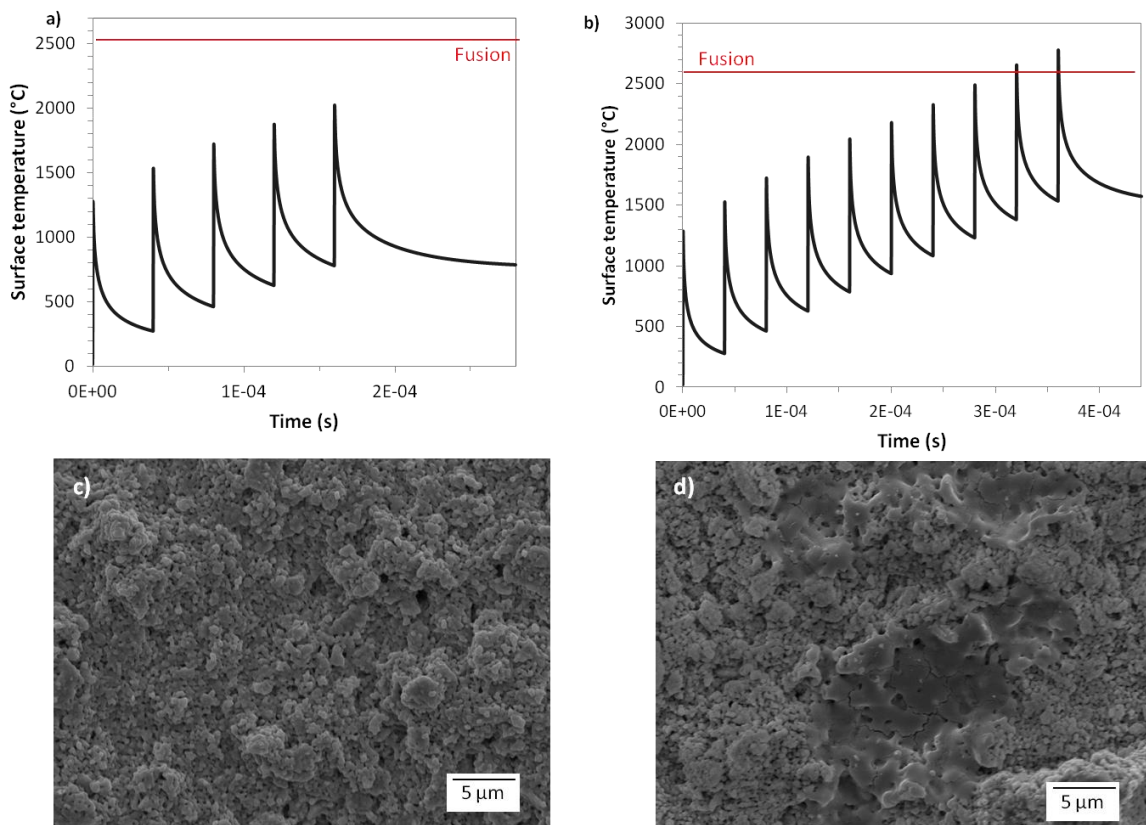 a)
Surface temperature (°C)
2500
2000
1500
1000
500
0
Fusion
0E+00
1E-04
2E-04
Time (s)
b)
Surface temperature (°C)
3000
2500
2000
1500
1000
500
0
Fusion
0E+00
1E-04
2E-04
3E-04
4E-04
Time (s)
c)
5 µm
d)
5 µm